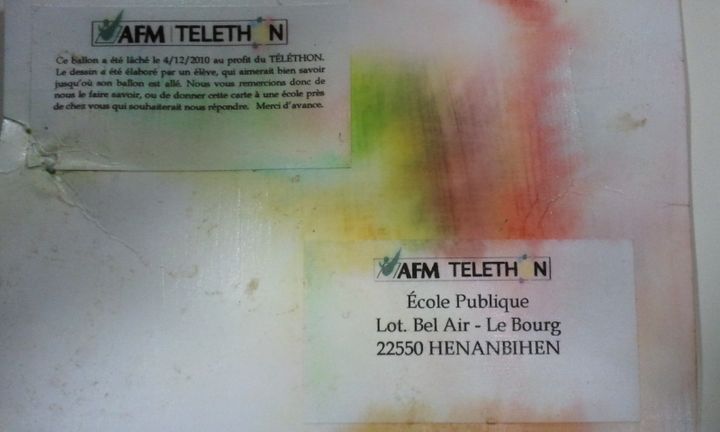 AFM TELETHON
Ce ballon a été lâché le 4/12/2010 au profit du TÉLÉTHON.
Le dessin a été élaboré par un élève, qui aimerait bien savoir
jusqu'où son ballon est allé. Nous vous remercions donc de
nous le faire savoir, ou de donner cette carte à une école près
de chez vous qui souhaiterait nous répondre. Merci d'avance.
AFM TELETHON
École Publique
Lot. Bel Air - Le Bourg
22550 HENANBIHEN